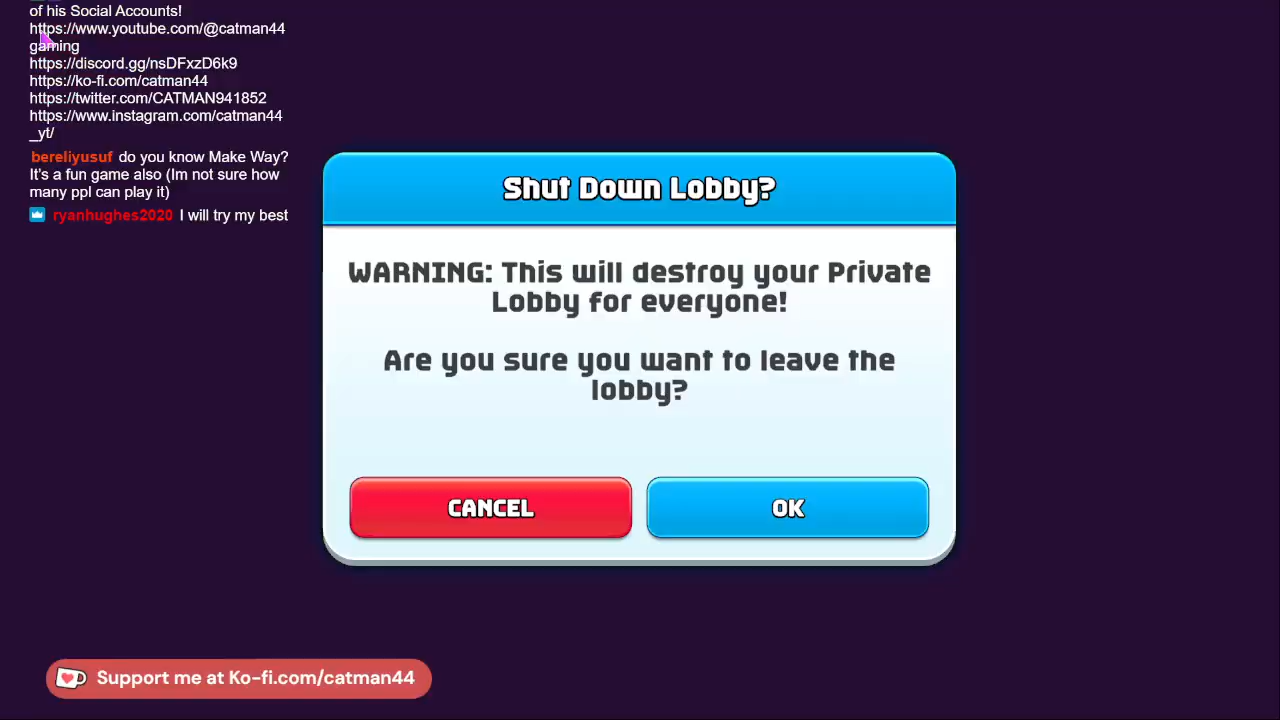 of his Social Accounts!
https://www.youtube.com/@catman44
gaming
https://discord.gg/nsDFxzD6k9
https://ko-fi.com/catman44
https://twitter.com/CATMAN941852
https://www.instagram.com/catman44
_yt/
bereliyusuf do you know Make Way?
It's a fun game also (Im not sure how
many ppl can play it)
ryanhughes2020 I will try my best
Shut Down Lobby?
WARNING: This will destroy your Private
Lobby for everyone!
Are you sure you want to leave the
lobby?
CANCEL
OK
Support me at Ko-fi.com/catman44